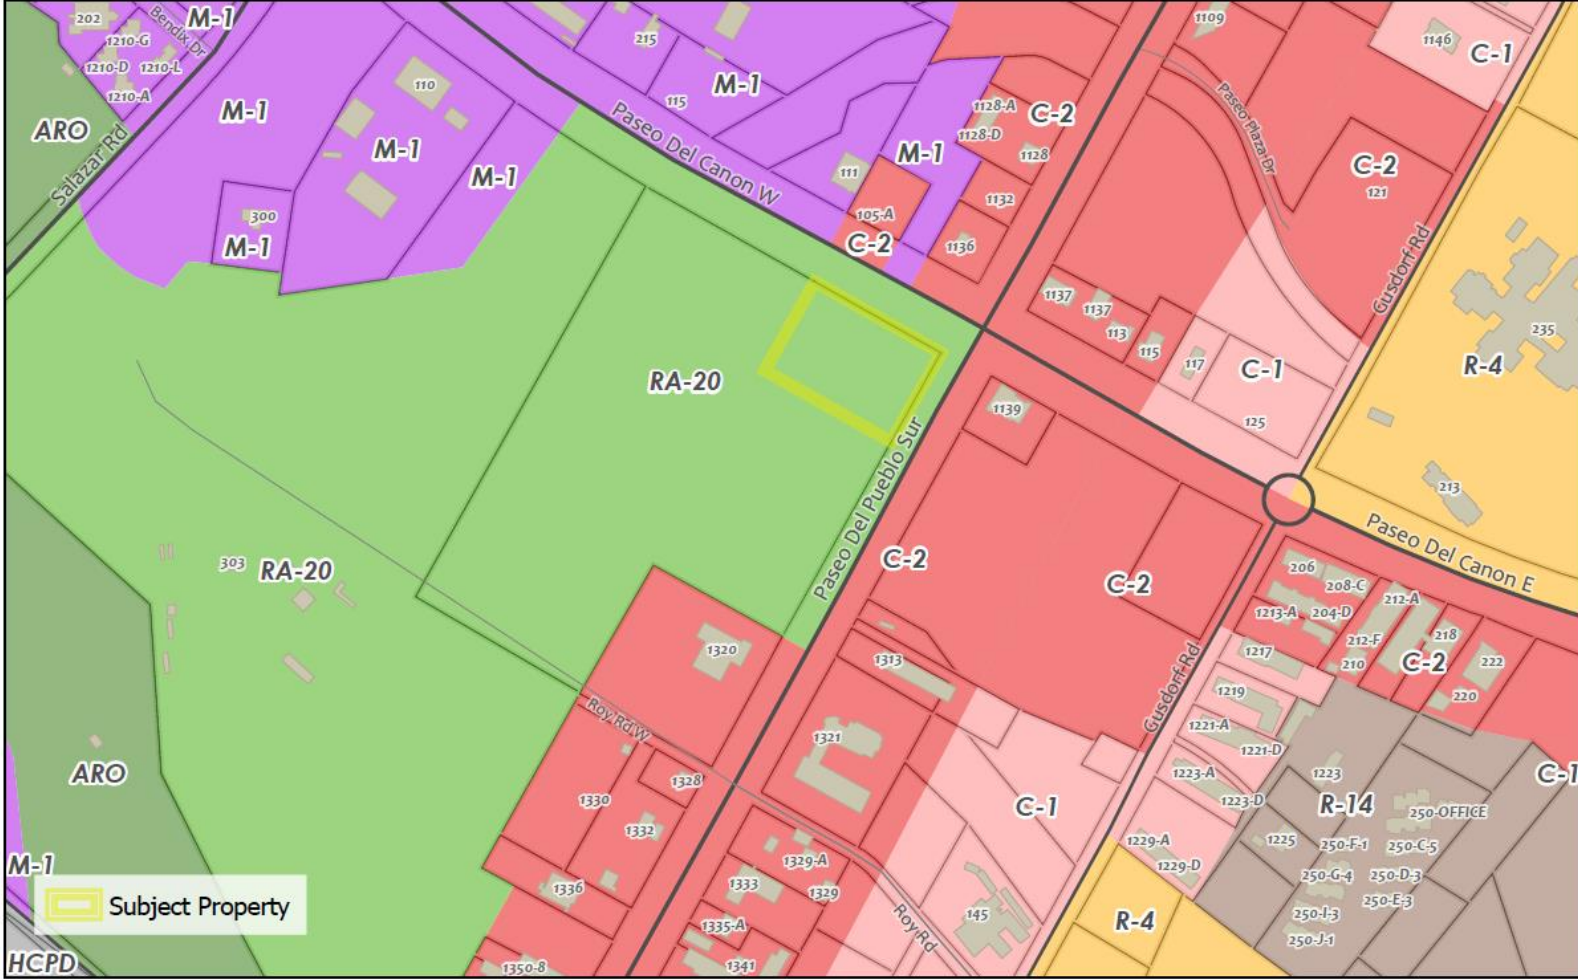 202
M-1
Bendix Dr
1210-G
1210-D
1210-L
1210-A
ARO
Salazar Rd
M-1
110
M-1
M-1
300
M-1
215
115
M-1
Paseo Del Canon W
111
M-1
105-A
C-2
1128-A
C-2
1128-D
1128
1132
1136
1109
1146
C-1
Paseo Plaza Dr
C-2
121
Gusdorf Rd
235
R-4
1137
1137
113
115
117
C-1
125
213
RA-20
1139
Paseo Del Pueblo Sur
C-2
C-2
Paseo Del Canon E
303
RA-20
206
208-C
1213-A
204-D
212-A
212-F
210
218
C-2
222
220
1217
1219
1221-A
1221-D
1223-A
1223-D
1223
Gusdorf Rd
C-1
R-14
250-OFFICE
1225
250-F-1
250-C-5
250-G-4
250-D-3
250-E-3
250-I-3
250-J-1
1229-A
1229-D
1320
1313
1321
C-1
Roy Rd W
1328
1330
1332
1336
1329-A
1333
1329
1335-A
1341
1350-8
Roy Rd
145
R-4
ARO
M-1
Subject Property
HCPD